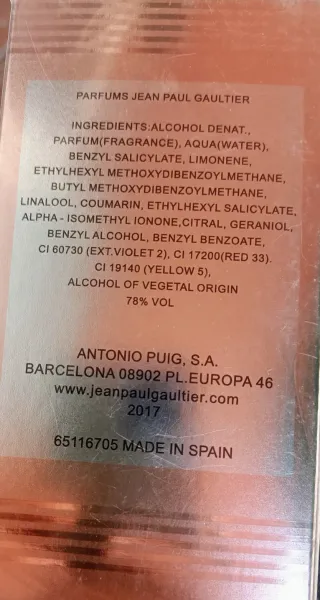 PARFUMS JEAN PAUL GAULTIER
INGREDIENTS:ALCOHOL DENAT.,
PARFUM(FRAGRANCE), AQUA(WATER),
BENZYL SALICYLATE, LIMONENE,
ETHYLHEXYL METHOXYDIBENZOYLMETHANE,
BUTYL METHOXYDIBENZOYLMETHANE,
LINALOOL, COUMARIN, ETHYLHEXYL SALICYLATE,
ALPHA - ISOMETHYL IONONE,CITRAL, GERANIOL,
BENZYL ALCOHOL, BENZYL BENZOATE,
CI 60730 (EXT.VIOLET 2), CI 17200(RED 33).
CI 19140 (YELLOW 5),
ALCOHOL OF VEGETAL ORIGIN
78% VOL
ANTONIO PUIG, S.A.
BARCELONA 08902 PL.EUROPA 46
www.jeanpaulgaultier.com
2017
65116705 MADE IN SPAIN